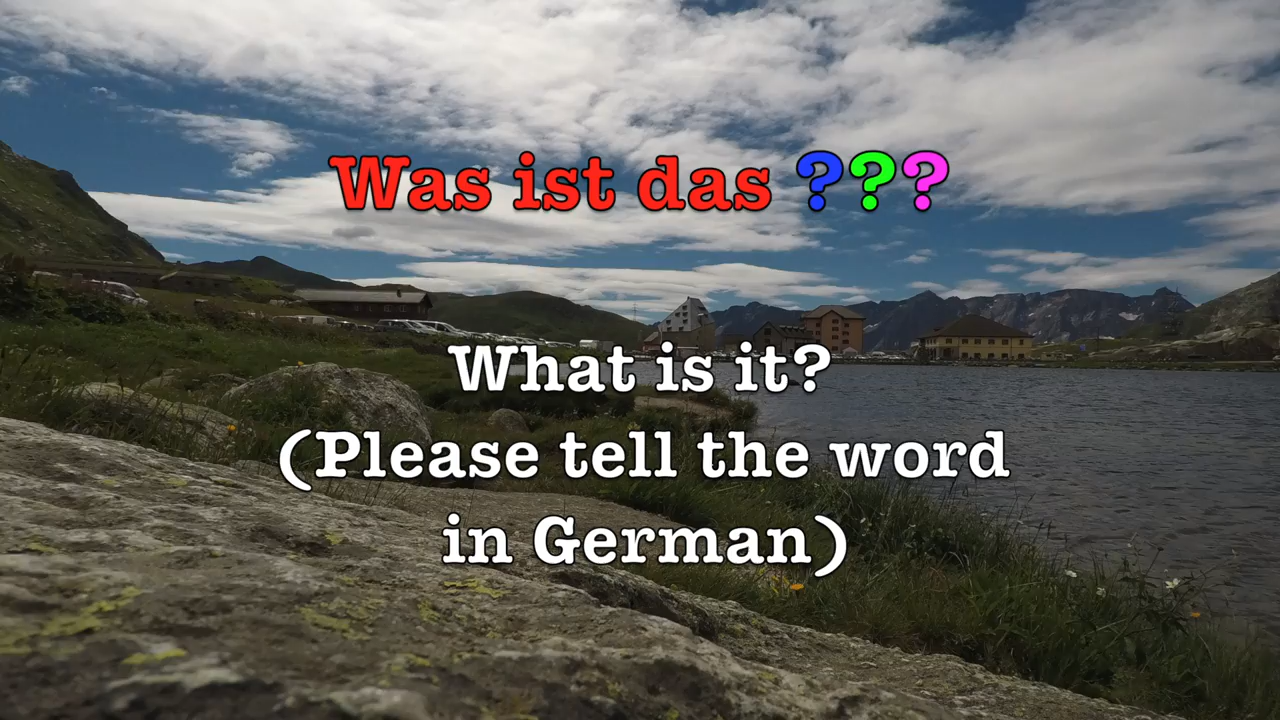 Was ist das ???
What is it?
(Please tell the word
in German)